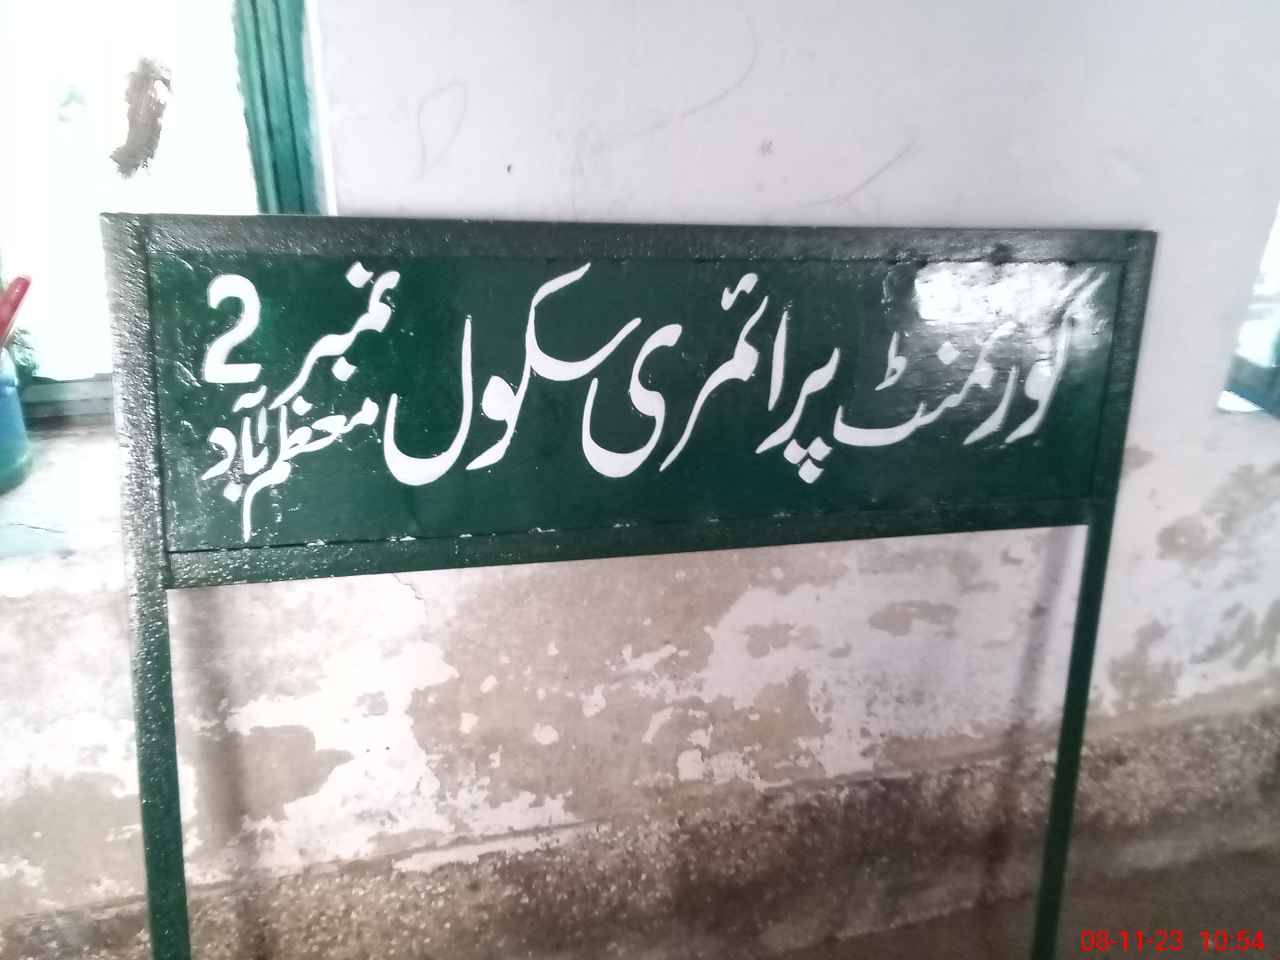 گورنمنٹ پرائمری سکول نمبر 2
معظم آباد
08-11-23 10:54